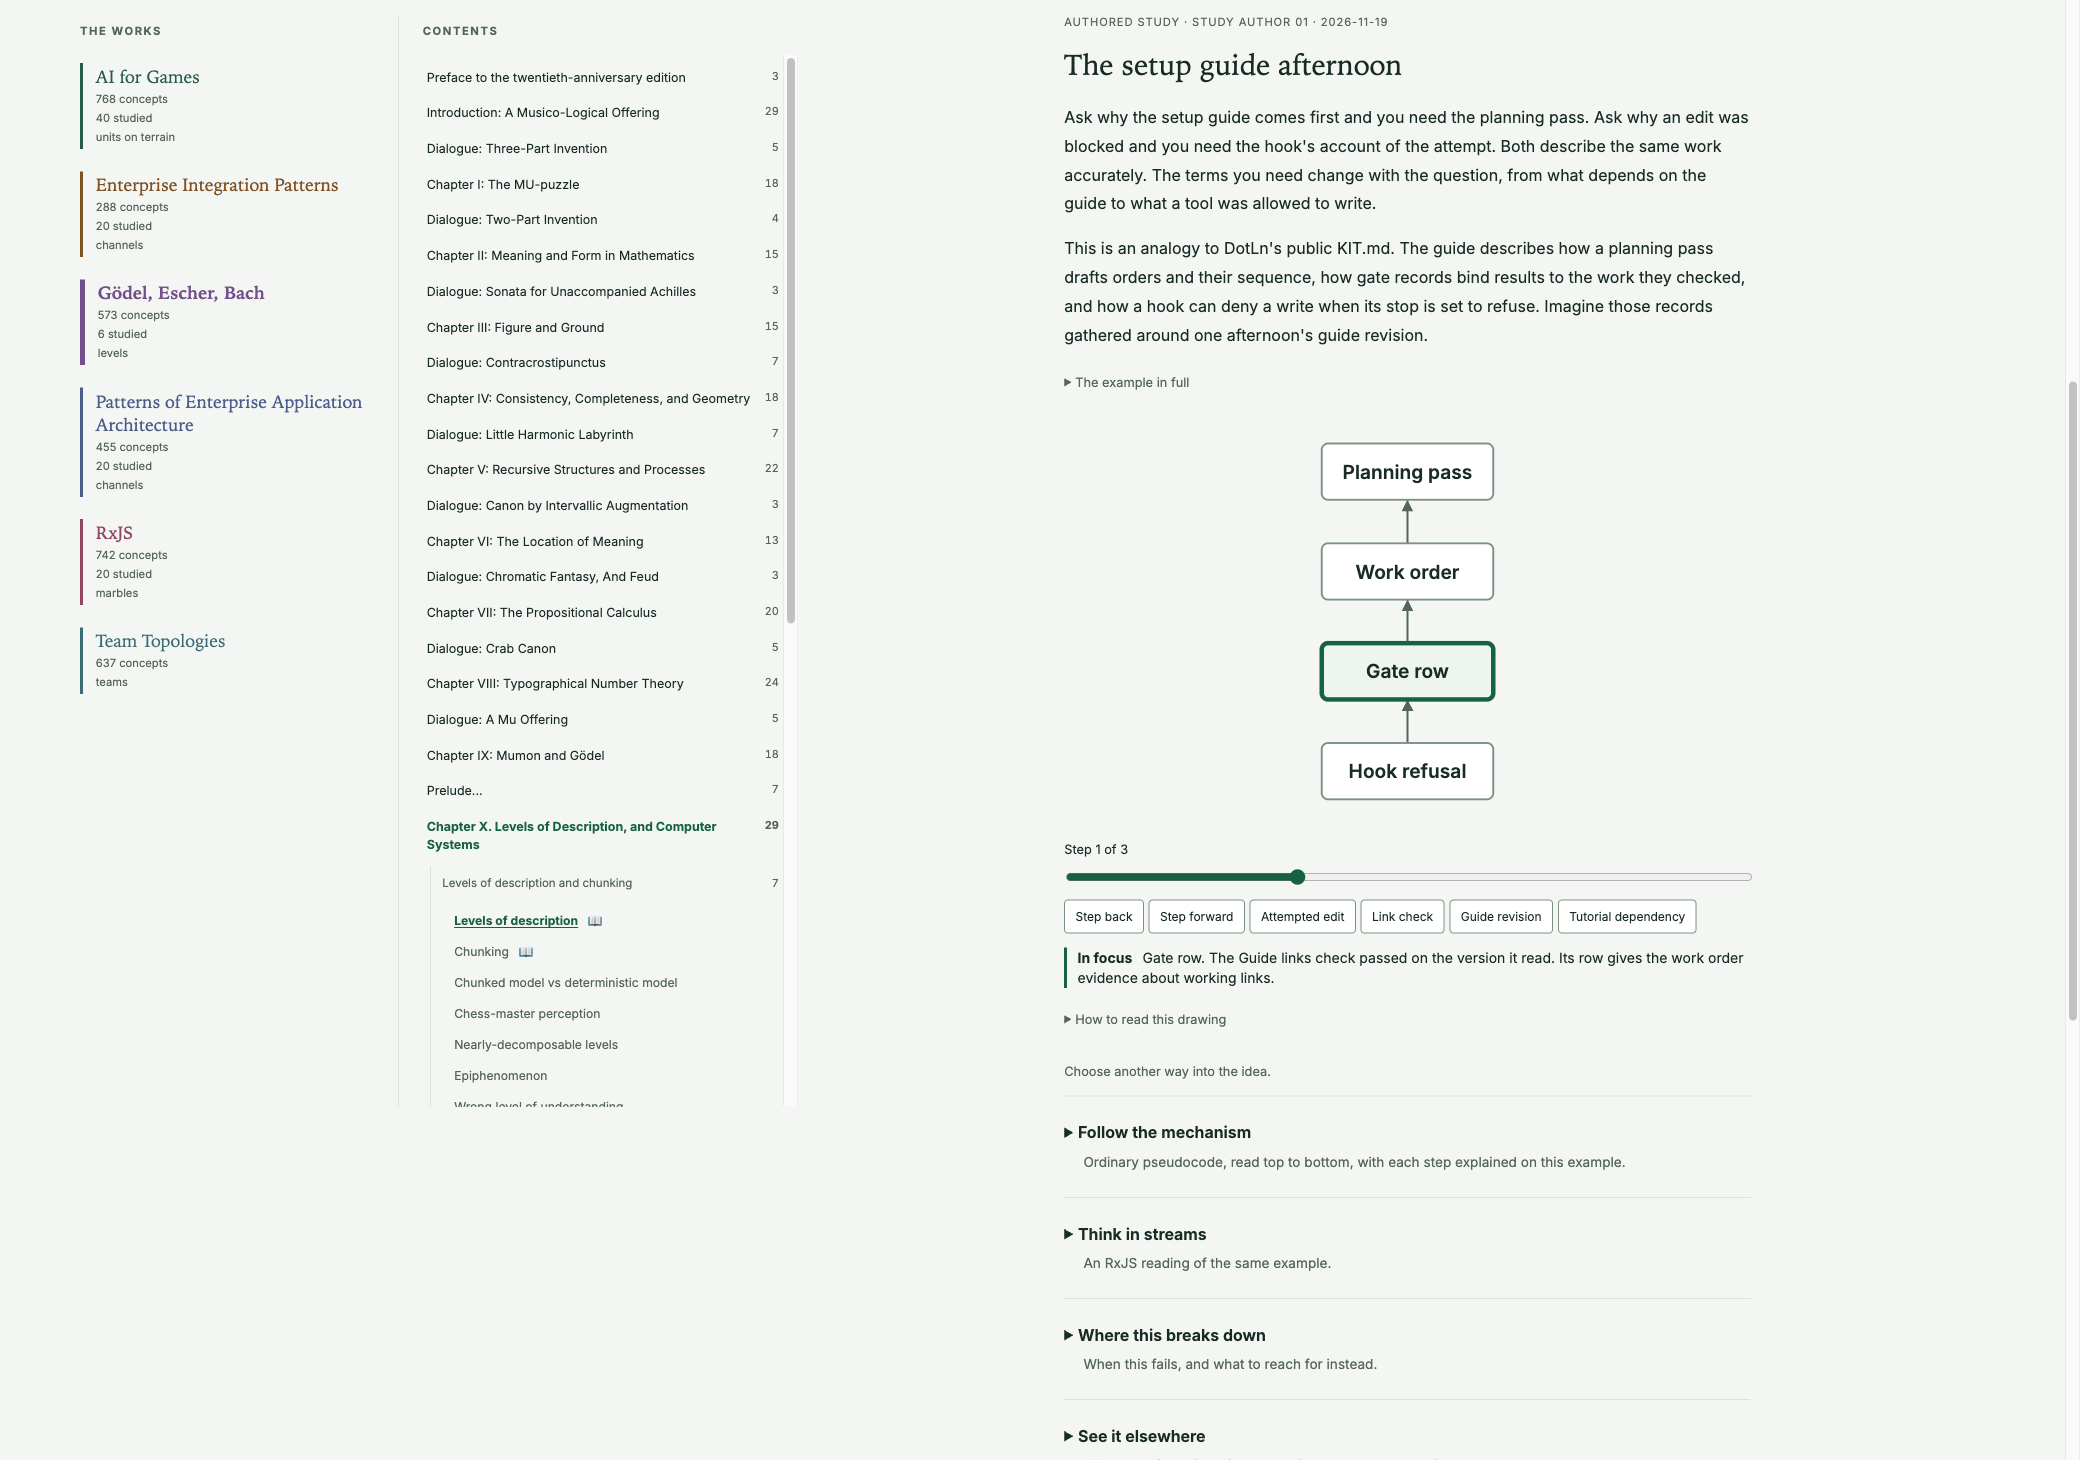 THE WORKS
AI for Games
768 concepts
40 studied
units on terrain
Enterprise Integration Patterns
288 concepts
20 studied
channels
Gödel, Escher, Bach
573 concepts
6 studied
levels
Patterns of Enterprise Application
Architecture
455 concepts
20 studied
channels
RxJS
742 concepts
20 studied
marbles
Team Topologies
637 concepts
teams
CONTENTS
Preface to the twentieth-anniversary edition 3
Introduction: A Musico-Logical Offering 29
Dialogue: Three-Part Invention 5
Chapter I: The MU-puzzle 18
Dialogue: Two-Part Invention 4
Chapter II: Meaning and Form in Mathematics 15
Dialogue: Sonata for Unaccompanied Achilles 3
Chapter III: Figure and Ground 15
Dialogue: Contracrostipunctus 7
Chapter IV: Consistency, Completeness, and Geometry 18
Dialogue: Little Harmonic Labyrinth 7
Chapter V: Recursive Structures and Processes 22
Dialogue: Canon by Intervallic Augmentation 3
Chapter VI: The Location of Meaning 13
Dialogue: Chromatic Fantasy, And Feud 3
Chapter VII: The Propositional Calculus 20
Dialogue: Crab Canon 5
Chapter VIII: Typographical Number Theory 24
Dialogue: A Mu Offering 5
Chapter IX: Mumon and Gödel 18
Prelude... 7
Chapter X. Levels of Description, and Computer 29
Systems
Levels of description and chunking 7
Levels of description
Chunking
Chunked model vs deterministic model
Chess-master perception
Nearly-decomposable levels
Epiphenomenon
Wrong level of understanding
AUTHORED STUDY · STUDY AUTHOR 01 · 2026-11-19
The setup guide afternoon
Ask why the setup guide comes first and you need the planning pass. Ask why an edit was
blocked and you need the hook's account of the attempt. Both describe the same work
accurately. The terms you need change with the question, from what depends on the
guide to what a tool was allowed to write.
This is an analogy to DotLn's public KIT.md. The guide describes how a planning pass
drafts orders and their sequence, how gate records bind results to the work they checked,
and how a hook can deny a write when its stop is set to refuse. Imagine those records
gathered around one afternoon's guide revision.
The example in full
Planning pass
Work order
Gate row
Hook refusal
Step 1 of 3
Step back Step forward Attempted edit Link check Guide revision Tutorial dependency
In focus Gate row. The Guide links check passed on the version it read. Its row gives the work order
evidence about working links.
How to read this drawing
Choose another way into the idea.
Follow the mechanism
Ordinary pseudocode, read top to bottom, with each step explained on this example.
Think in streams
An RxJS reading of the same example.
Where this breaks down
When this fails, and what to reach for instead.
See it elsewhere